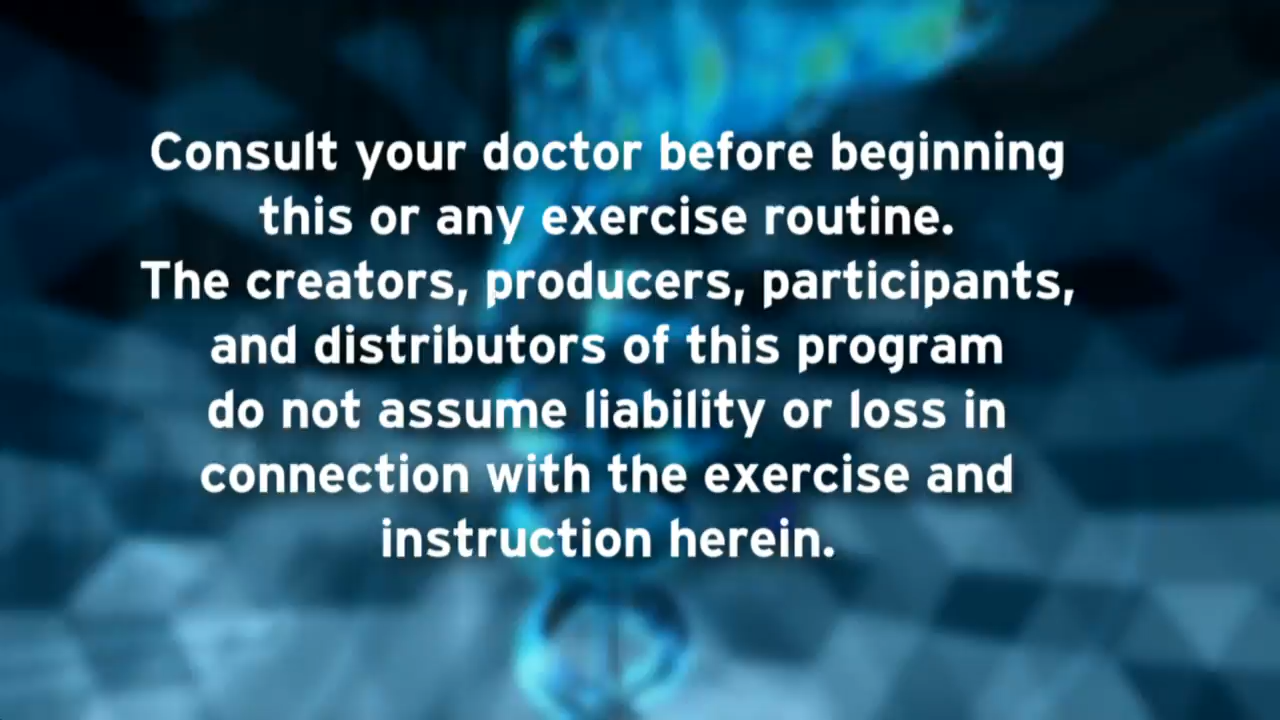 Consult your doctor before beginning
this or any exercise routine.
The creators, producers, participants,
and distributors of this program
do not assume liability or loss in
connection with the exercise and
instruction herein.